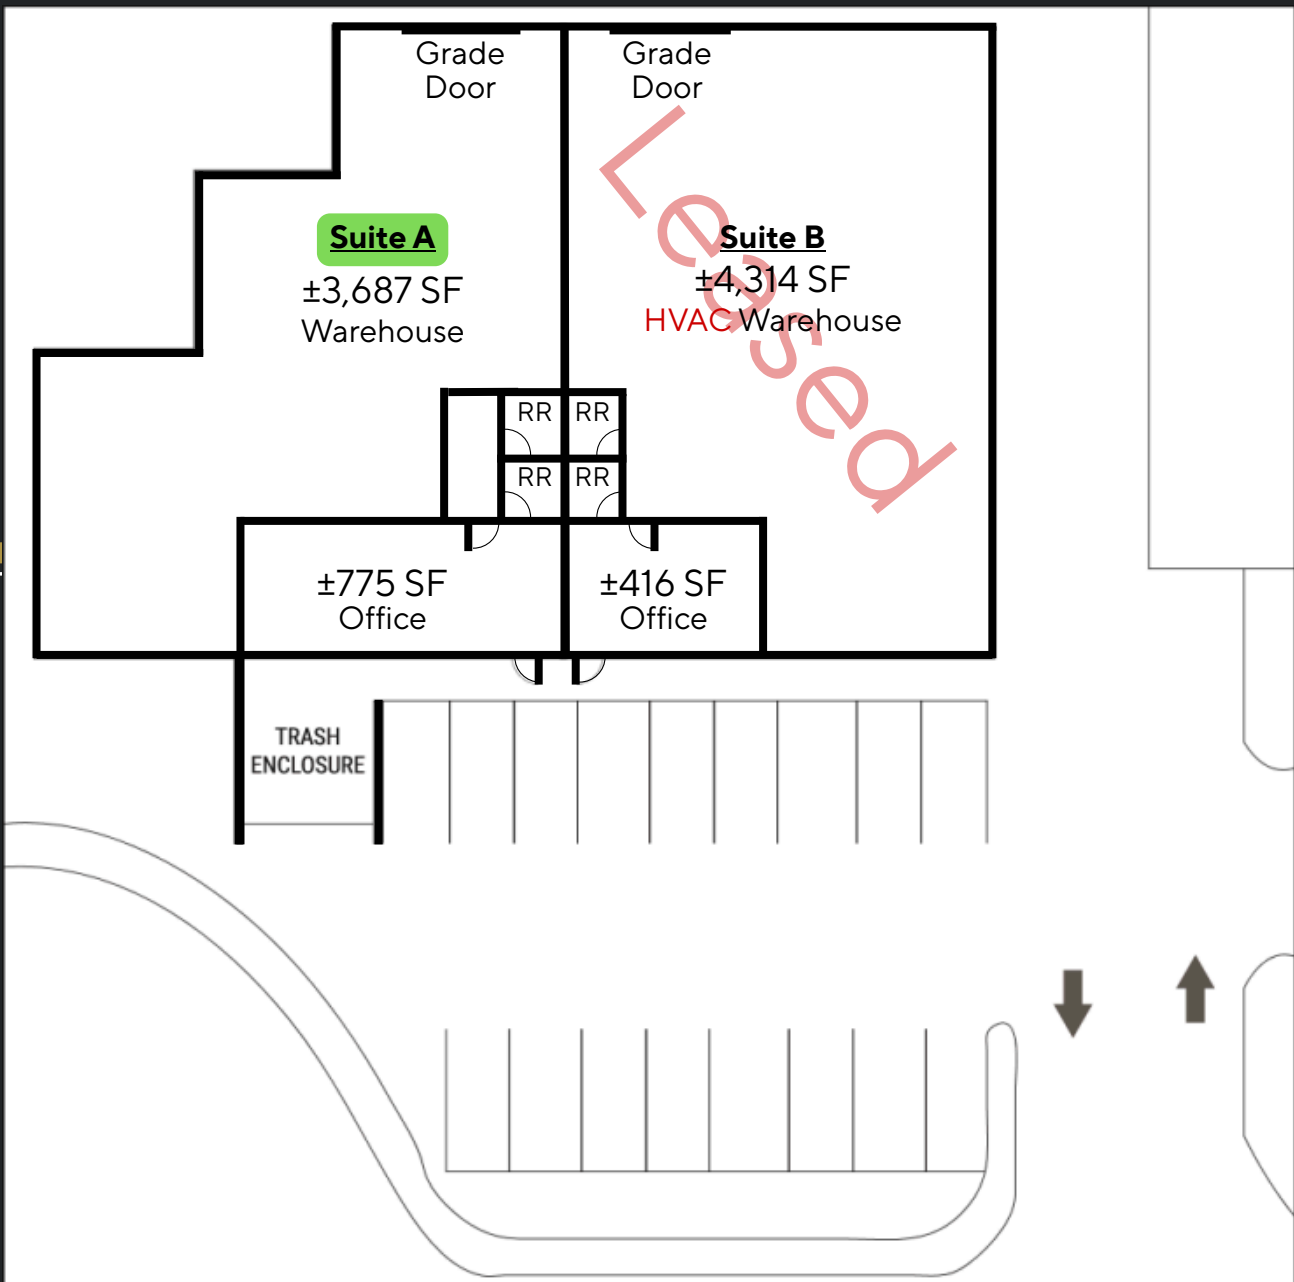 Grade
Door
Grade
Door
Suite A
±3,687 SF
Warehouse
Suite B
±4,314 SF
HVAC Warehouse
Leased
RR
RR
RR
RR
±775 SF
Office
±416 SF
Office
TRASH
ENCLOSURE